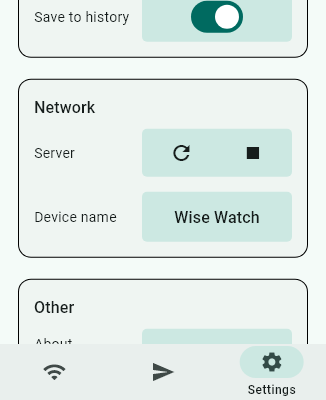 Save to history
Network
Server
Device name
Wise Watch
Other
About
Settings